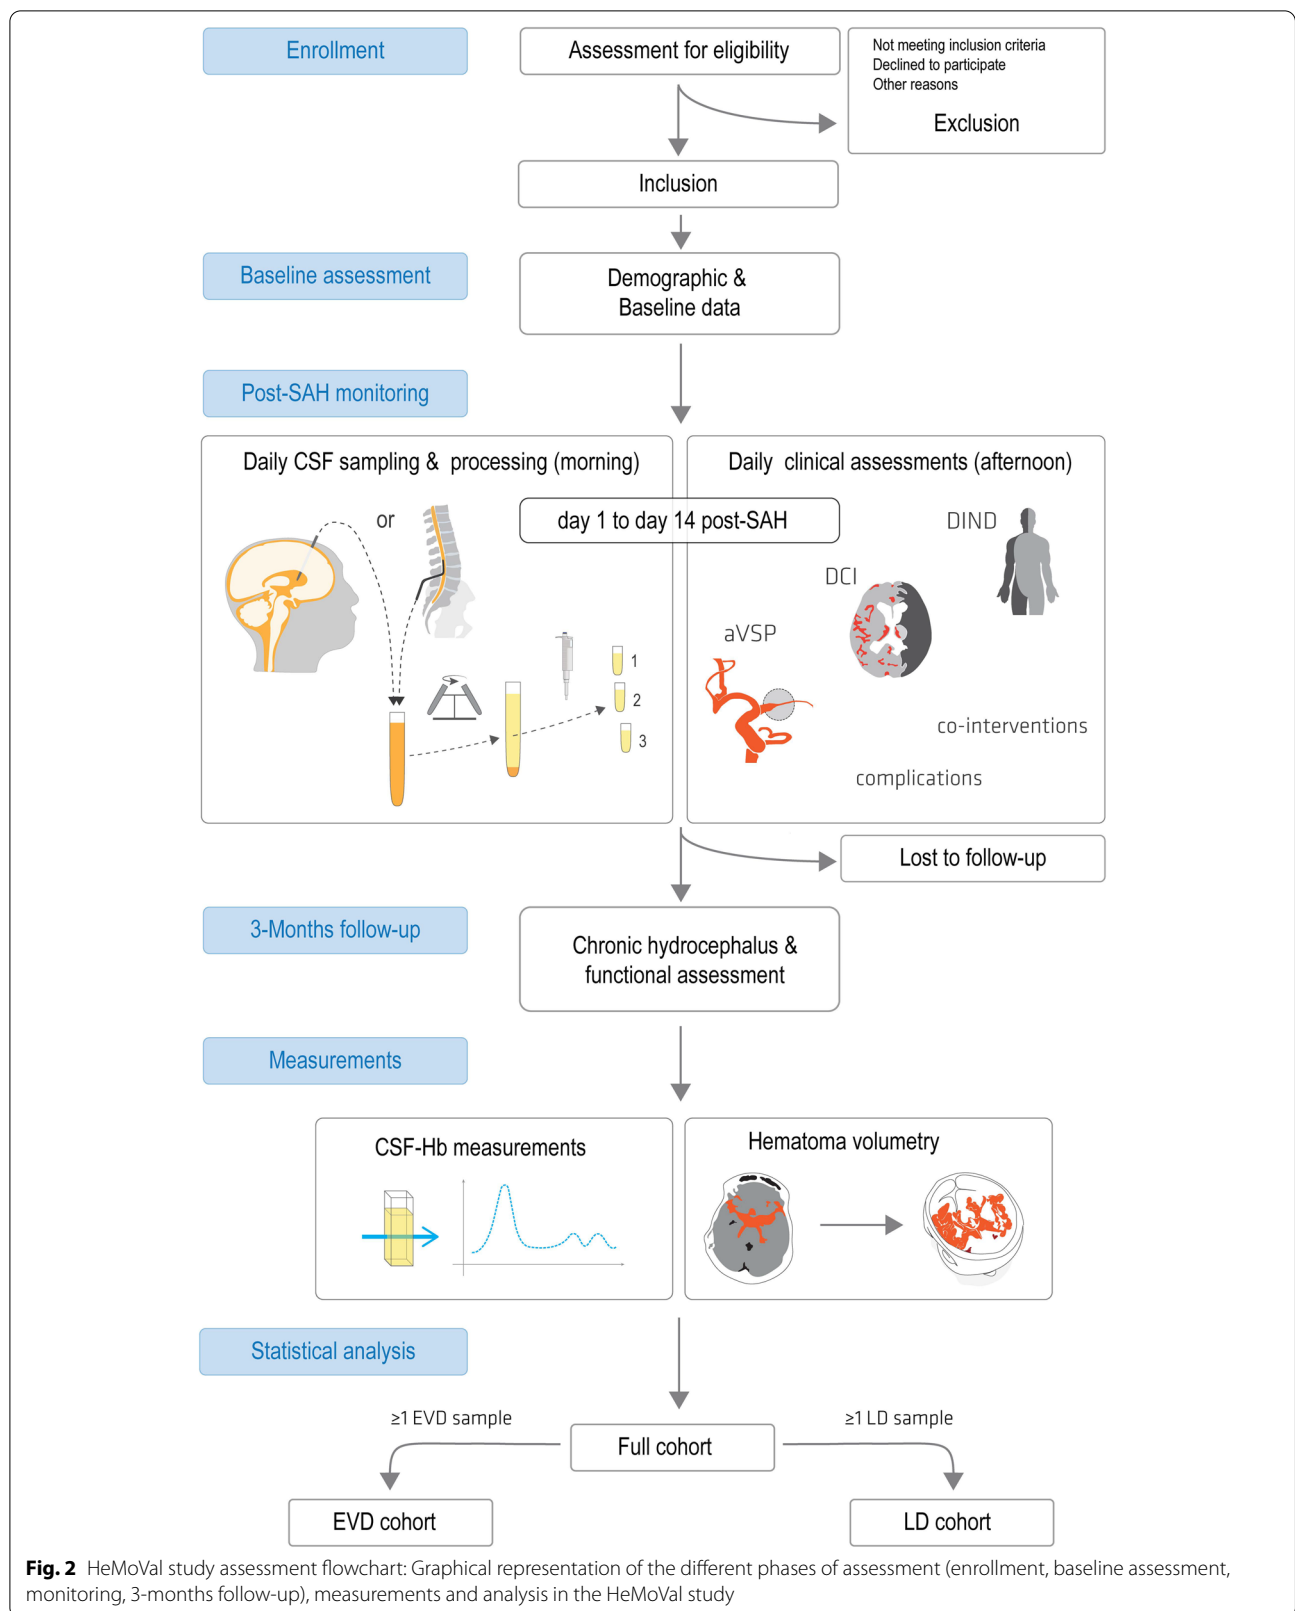 Enrollment
Assessment for eligibility
Not meeting inclusion criteria
Declined to participate
Other reasons
Exclusion
Inclusion
Baseline assessment
Demographic &
Baseline data
Post-SAH monitoring
Daily CSF sampling & processing (morning)
Daily clinical assessments (afternoon)
day 1 to day 14 post-SAH
or
DIND
DCI
aVSP
1
2
3
co-interventions
complications
Lost to follow-up
3-Months follow-up
Chronic hydrocephalus &
functional assessment
Measurements
CSF-Hb measurements
Hematoma volumetry
Statistical analysis
≥1 EVD sample
≥1 LD sample
Full cohort
EVD cohort
LD cohort
Fig. 2 HeMoVal study assessment flowchart: Graphical representation of the different phases of assessment (enrollment, baseline assessment,
monitoring, 3-months follow-up), measurements and analysis in the HeMoVal study